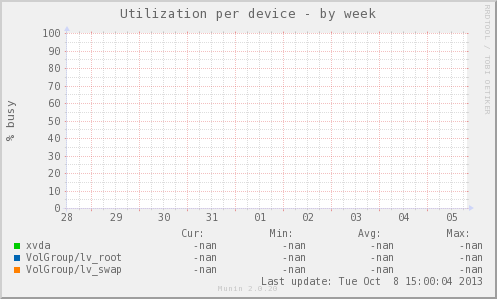 Utilization per device - by week
RRDTOOL / TOBI OETIKER
% busy
100
90
80
70
60
50
40
30
20
10
0
28 29 30 31 01 02 03 04 05
Cur: Min: Avg: Max:
xvda -nan -nan -nan -nan
VolGroup/lv_root -nan -nan -nan -nan
VolGroup/lv_swap -nan -nan -nan -nan
Last update: Tue Oct 8 15:00:04 2013
Munin 2.0.20